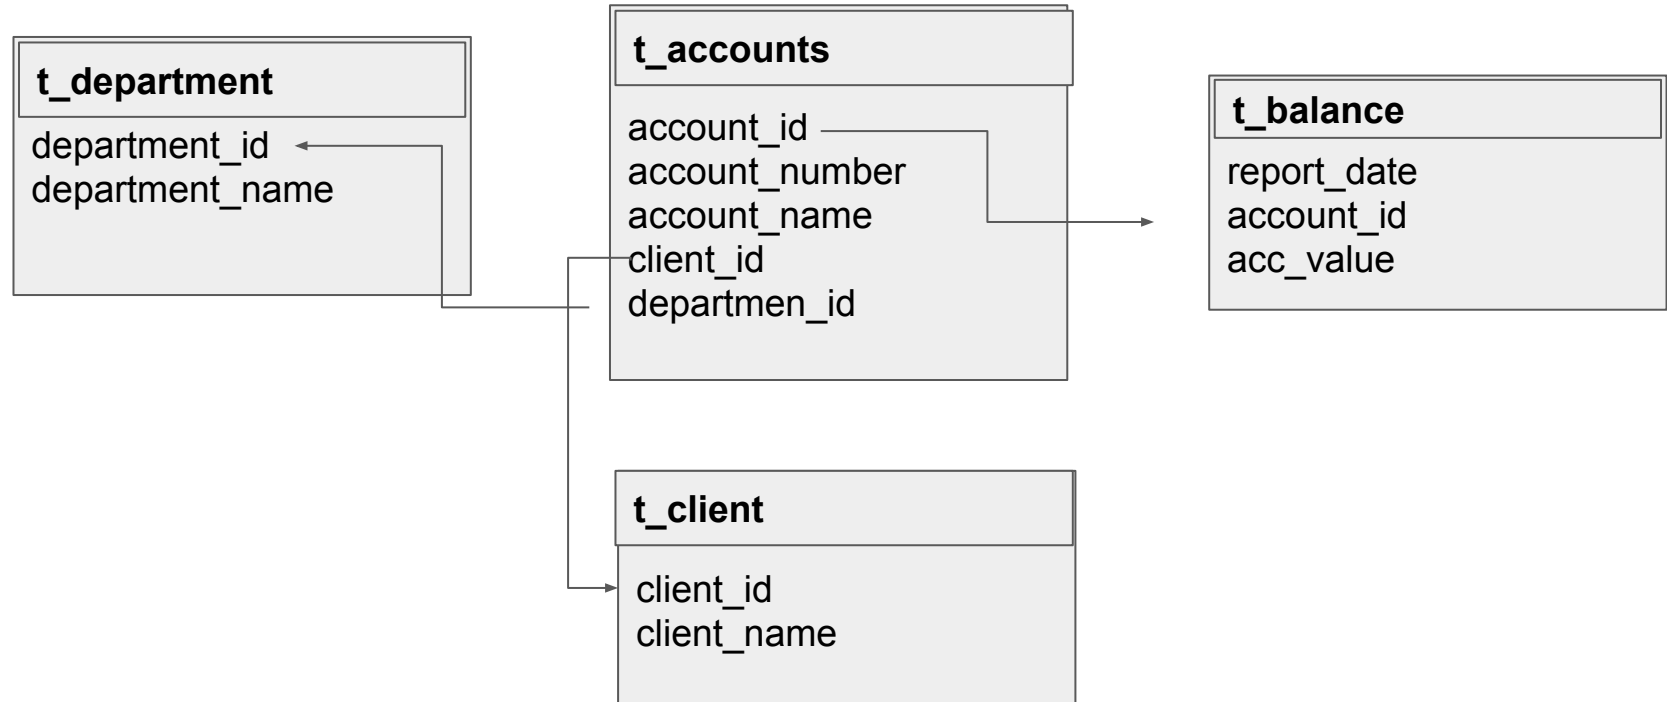 t_department
department_id
department_name
t_accounts
account_id
account_number
account_name
client_id
departmen_id
t_balance
report_date
account_id
acc_value
t_client
client_id
client_name